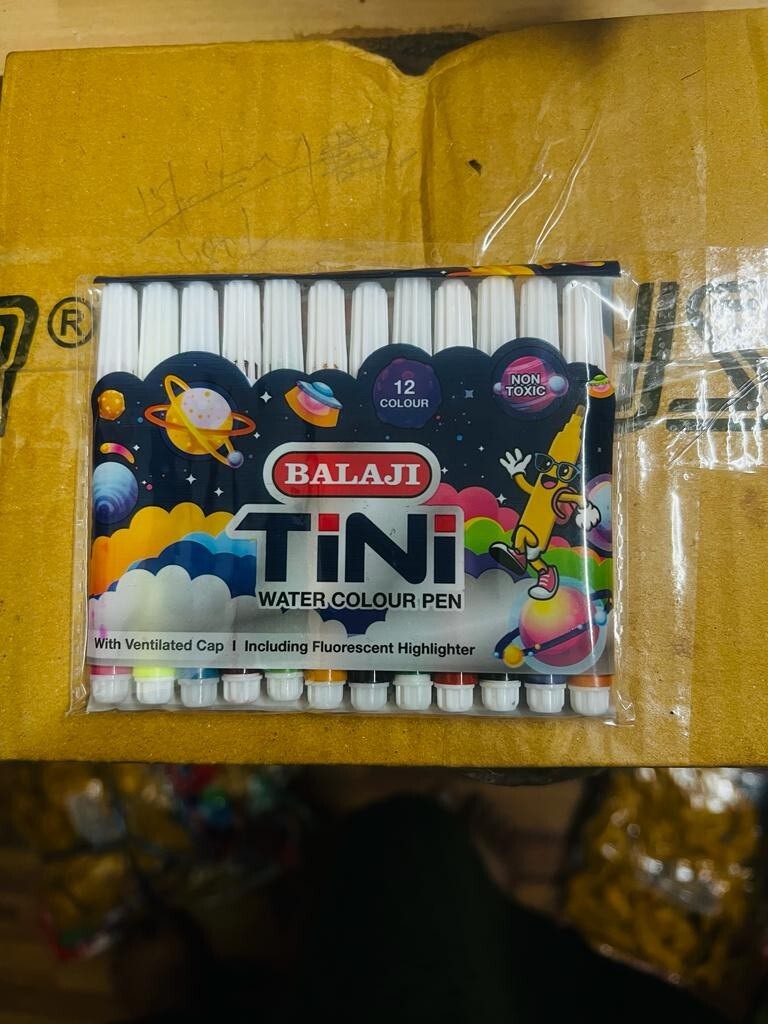 ®
12
COLOUR
NON
TOXIC
BALAJI
TiNi
WATER COLOUR PEN
With Ventilated Cap I Including Fluorescent Highlighter